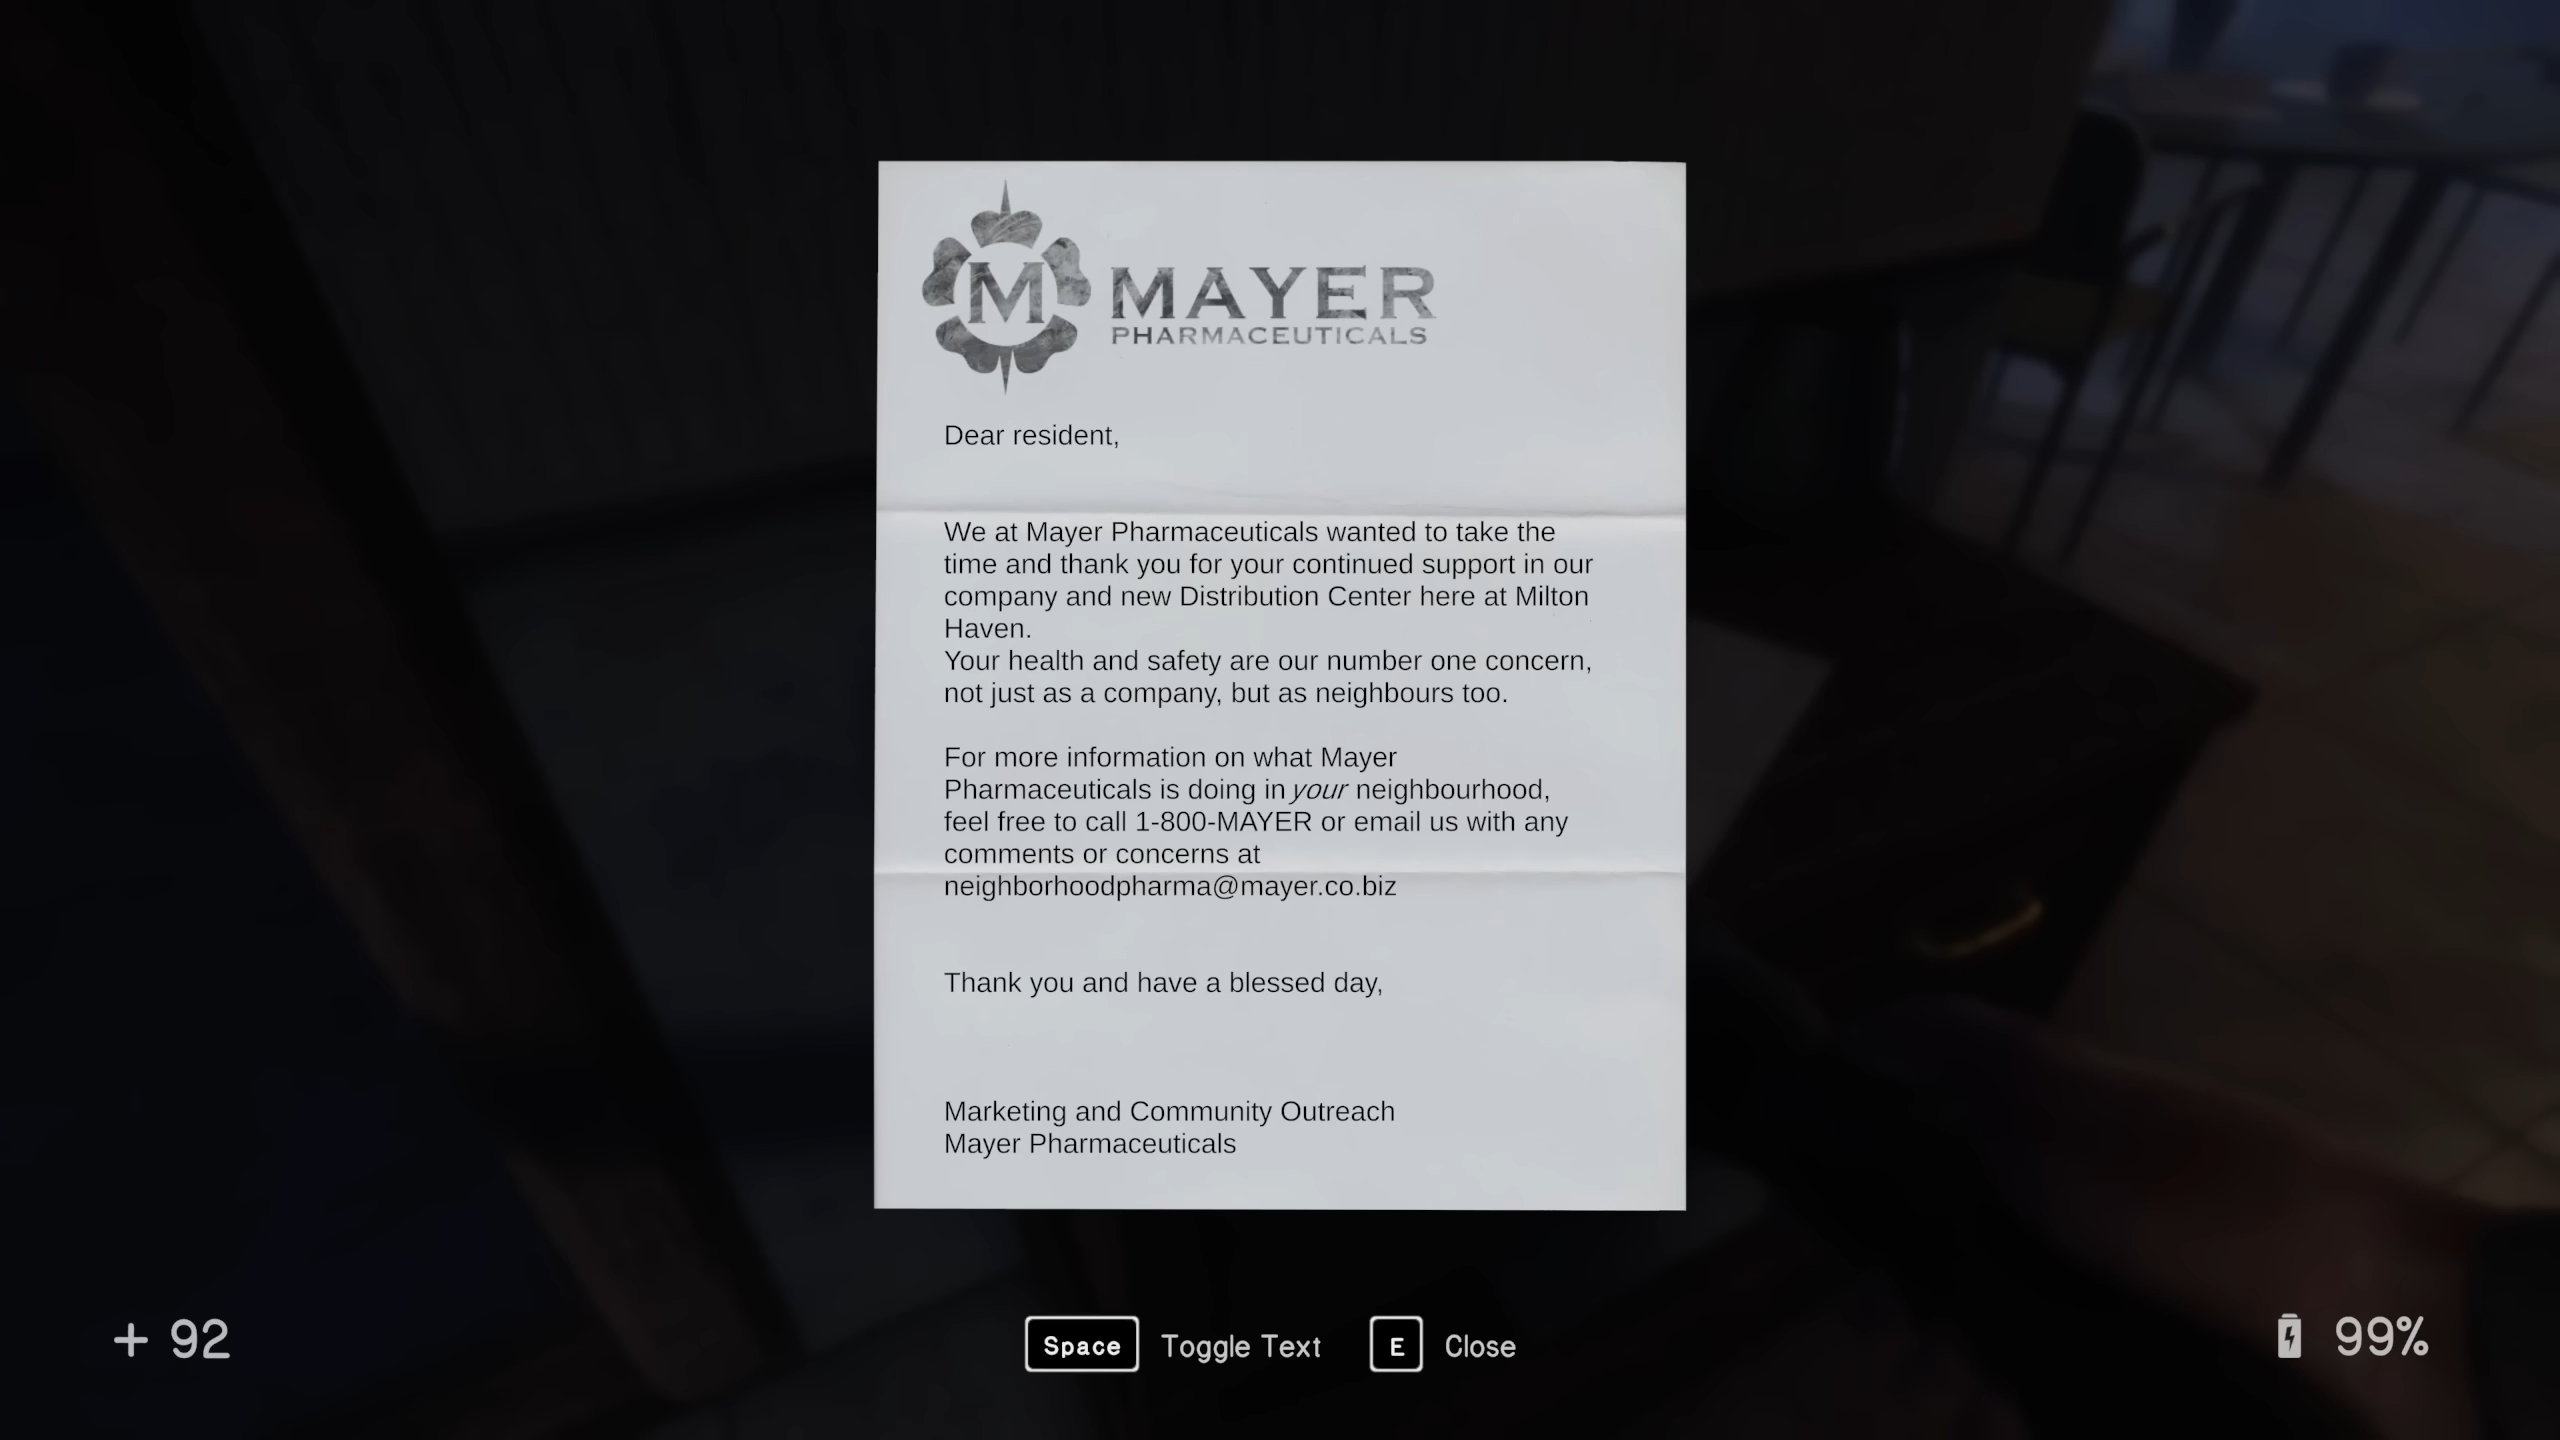 M MAYER
PHARMACEUTICALS
Dear resident,
We at Mayer Pharmaceuticals wanted to take the
time and thank you for your continued support in our
company and new Distribution Center here at Milton
Haven.
Your health and safety are our number one concern,
not just as a company, but as neighbours too.
For more information on what Mayer
Pharmaceuticals is doing in your neighbourhood,
feel free to call 1-800-MAYER or email us with any
comments or concerns at
neighborhoodpharma@mayer.co.biz
Thank you and have a blessed day,
Marketing and Community Outreach
Mayer Pharmaceuticals
+ 92
Space Toggle Text E Close
99%